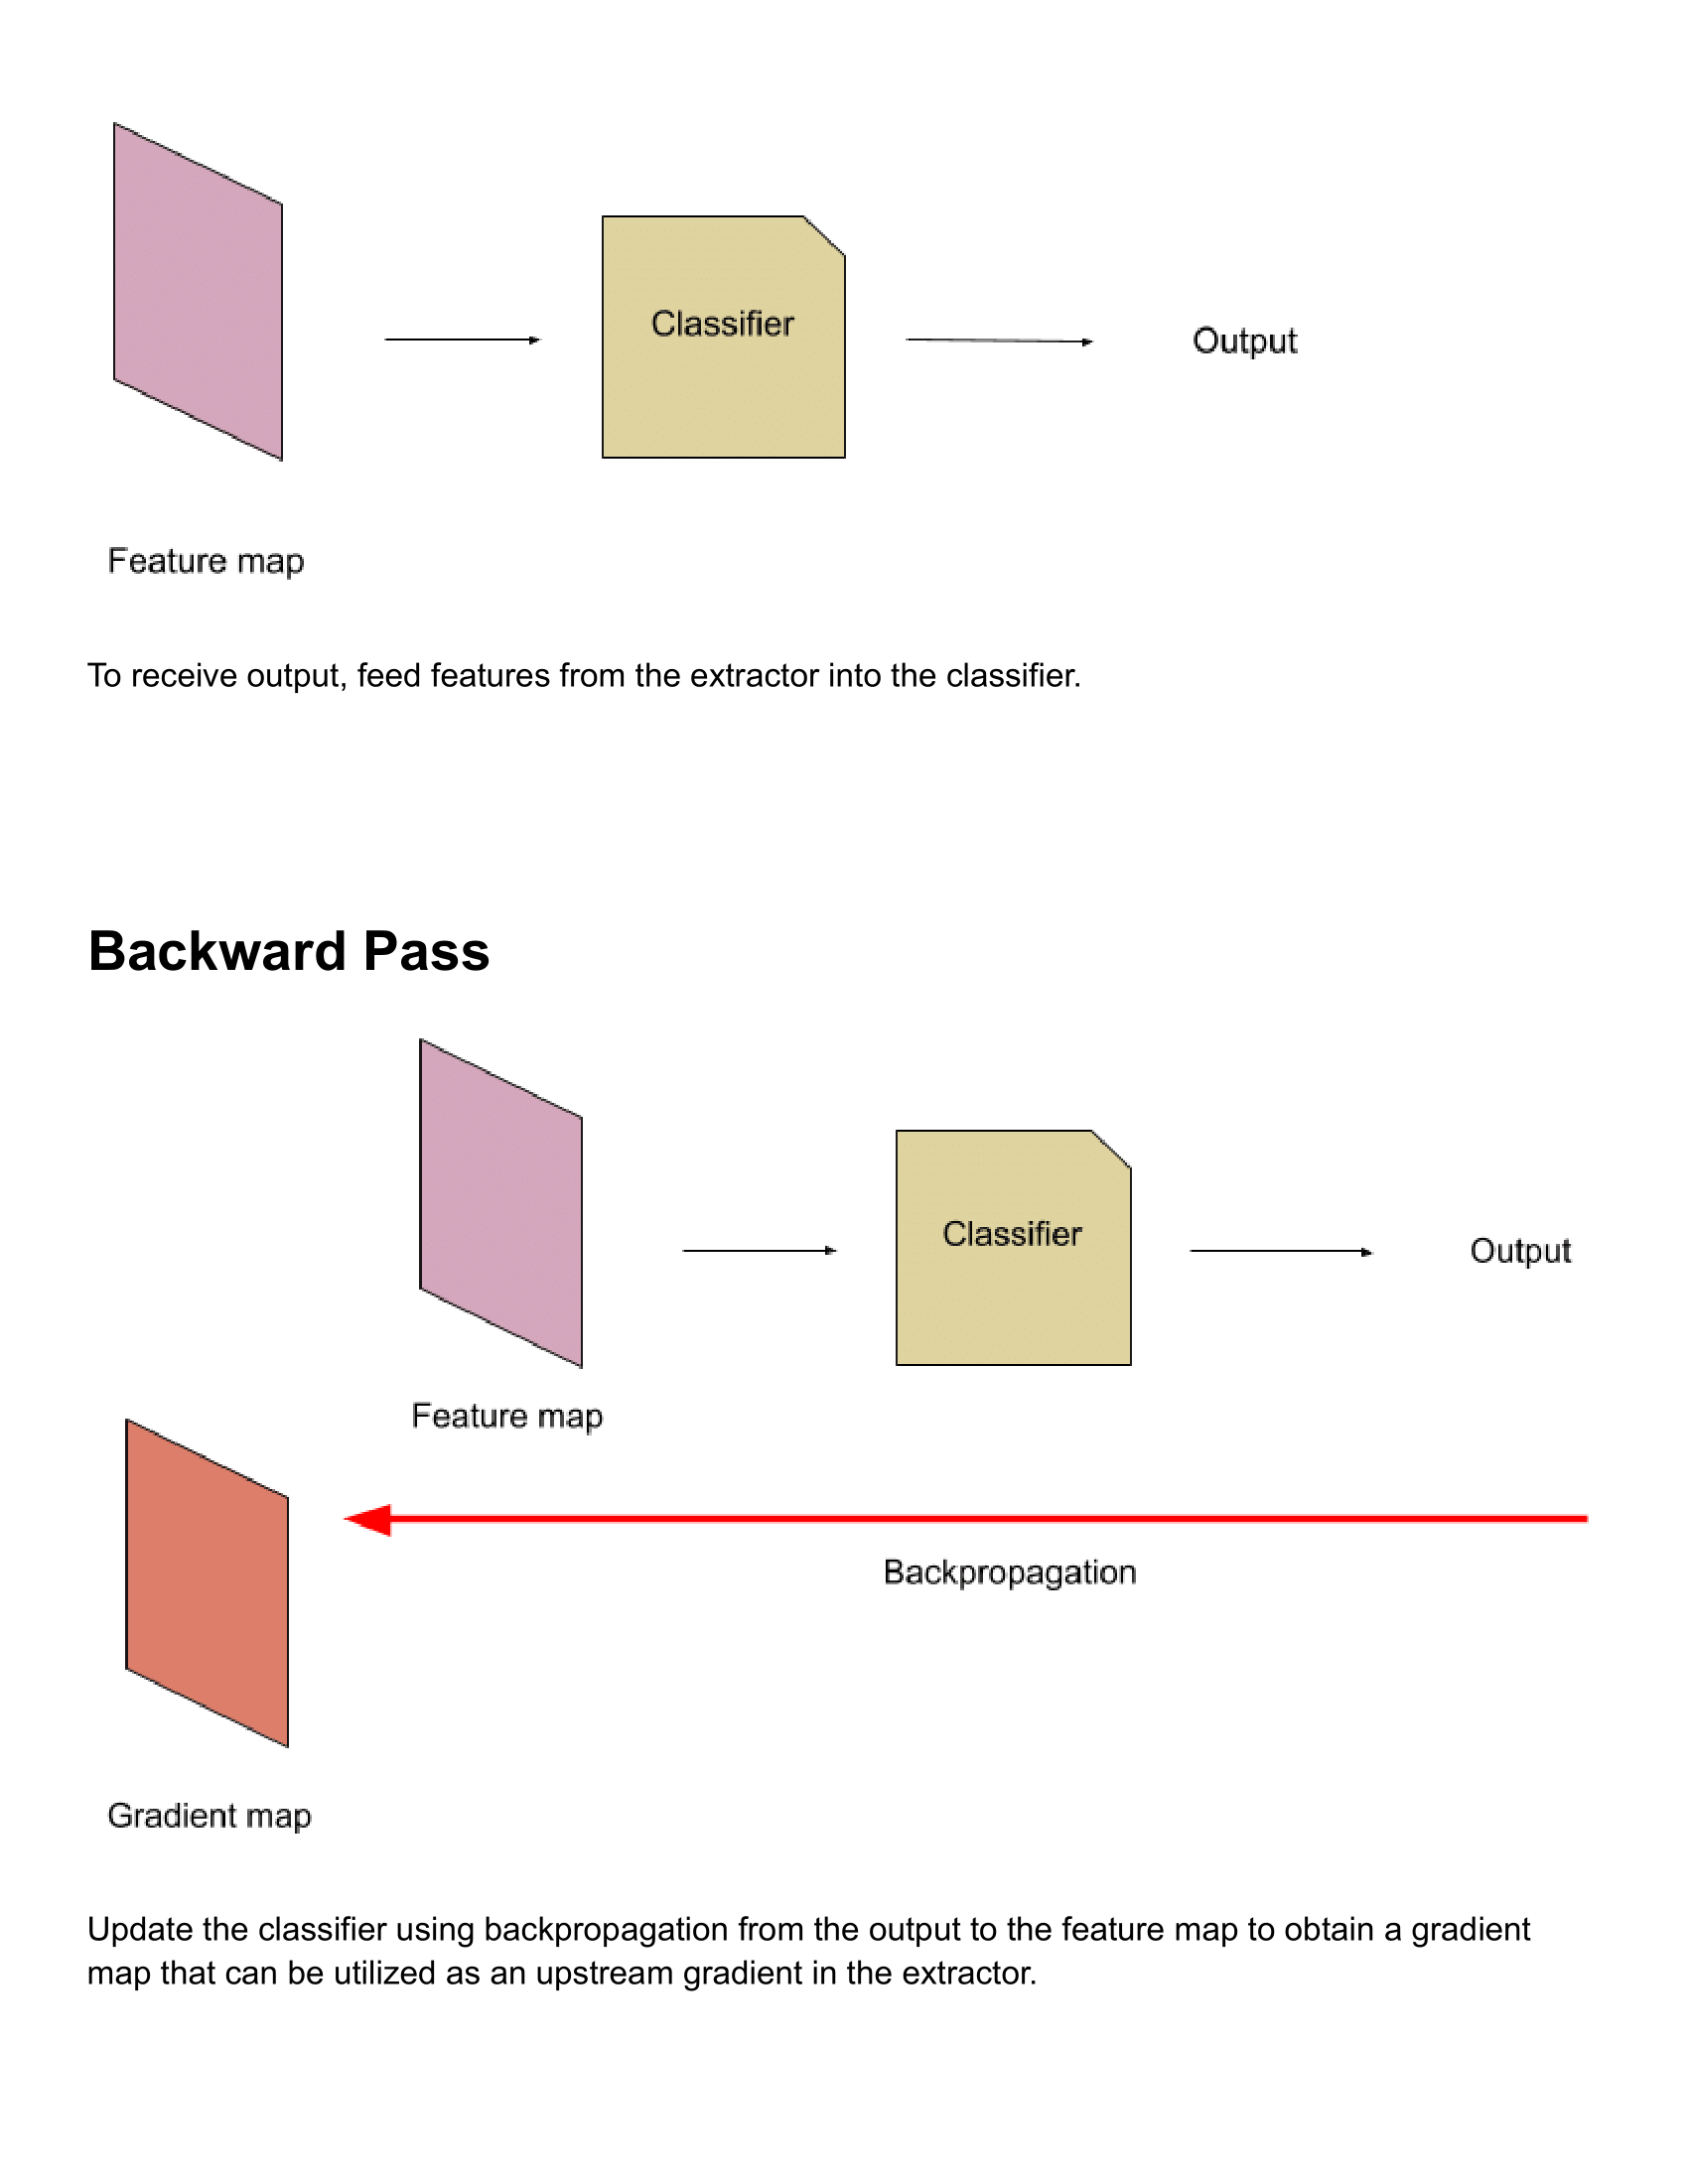 Classifier
Output
Feature map
To receive output, feed features from the extractor into the classifier.
Backward Pass
Classifier
Output
Feature map
Backpropagation
Gradient map
Update the classifier using backpropagation from the output to the feature map to obtain a gradient
map that can be utilized as an upstream gradient in the extractor.